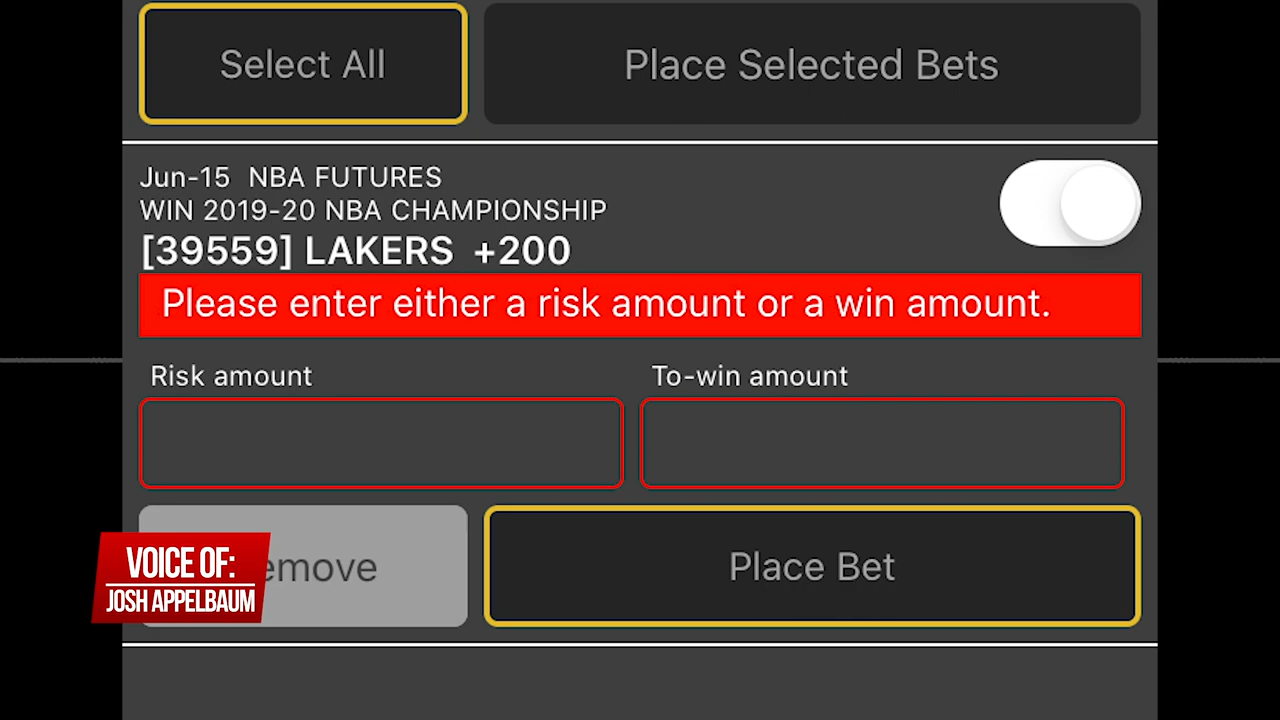 Select All
Place Selected Bets
Jun-15 NBA FUTURES
WIN 2019-20 NBA CHAMPIONSHIP
[39559] LAKERS +200
Please enter either a risk amount or a win amount.
Risk amount
To-win amount
emove
Place Bet
VOICE OF:
JOSH APPELBAUM